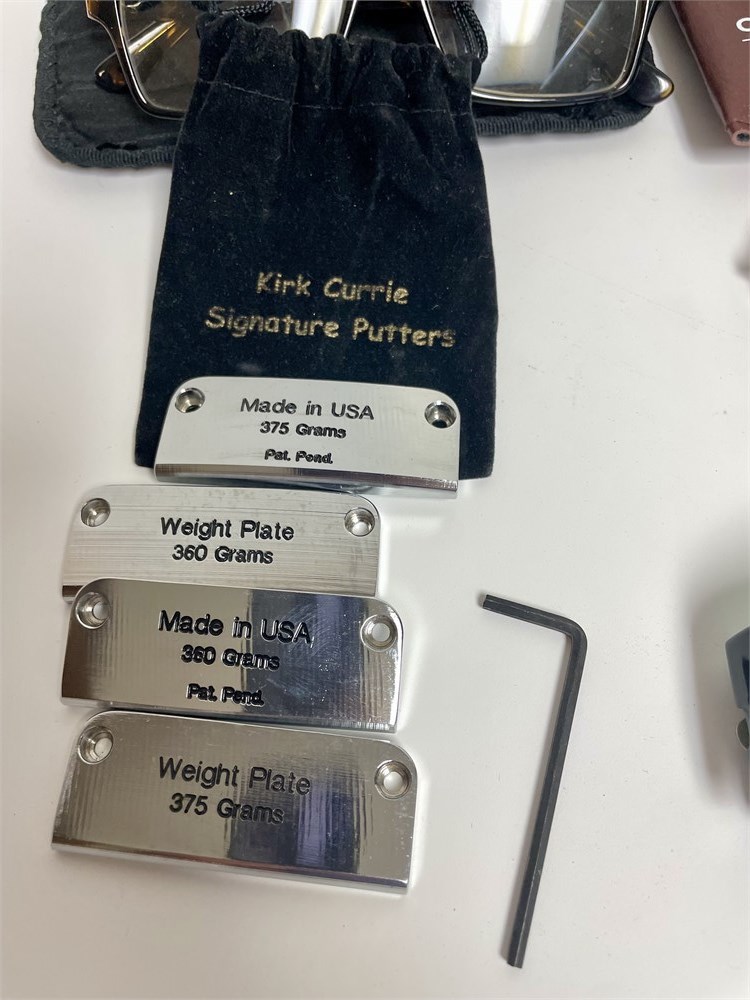 Kirk Currie
Signature Putters
Made in USA
375 Grams
Pat. Pend.
Weight Plate
360 Grams
Made in USA
360 Grams
Pat. Pend.
Weight Plate
375 Grams